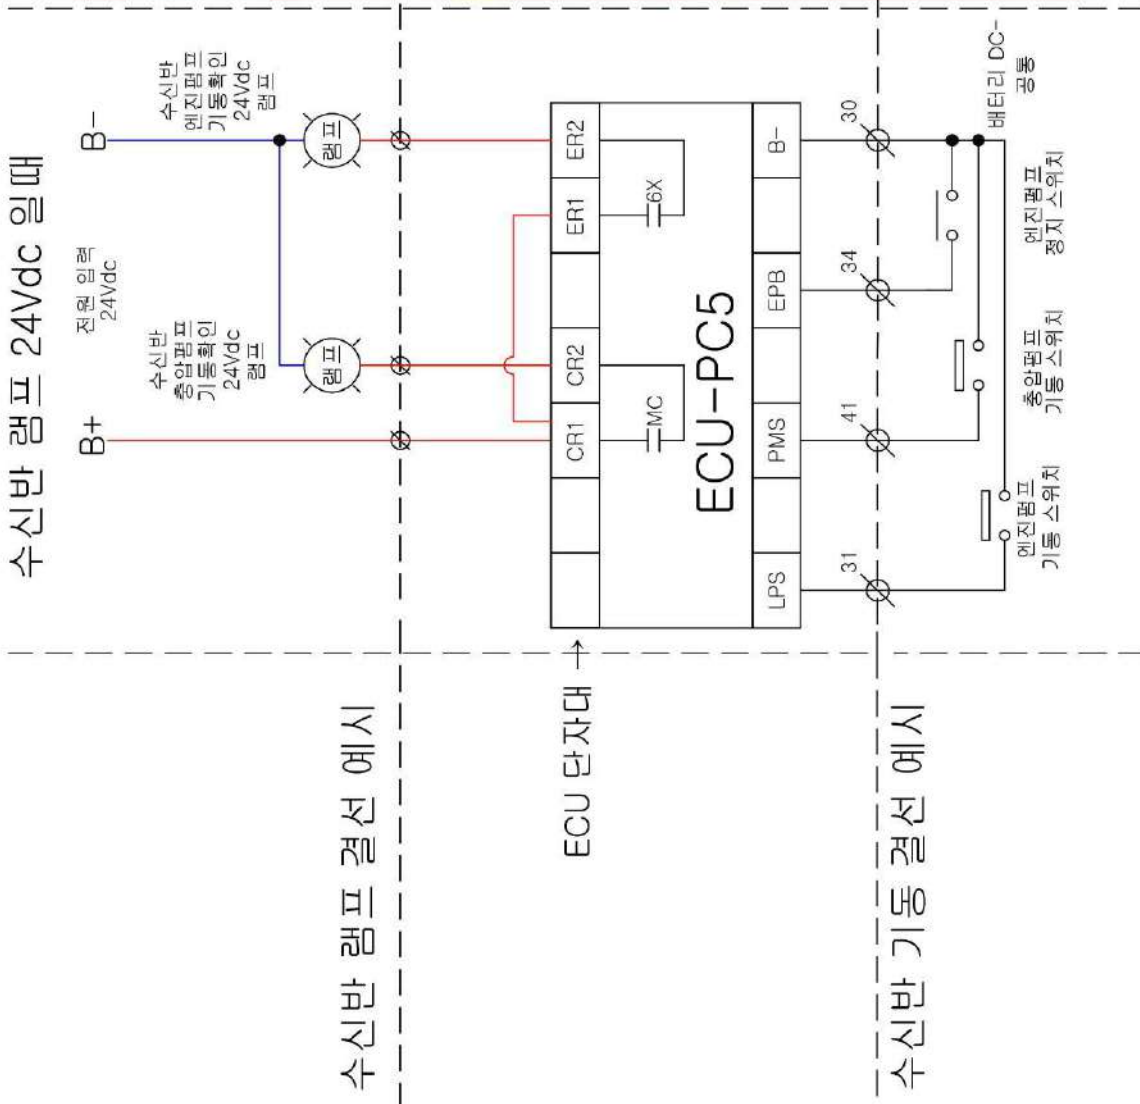 수신반 램프 24Vdc 일때
B+
전원 입력
24Vdc
B-
수신반
충압펌프
기동확인
24Vdc
램프
수신반
엔진펌프
기동확인
24Vdc
램프
램프
램프
수신반 램프 결선 예시
ECU 단자대 →
CR1
CR2
ER1
ER2
MC
6X
ECU-PC5
LPS
PMS
EPB
B-
31
41
34
30
수신반 기동 결선 예시
엔진펌프
기동 스위치
충압펌프
기동 스위치
엔진펌프
정지 스위치
배터리 DC-
공통